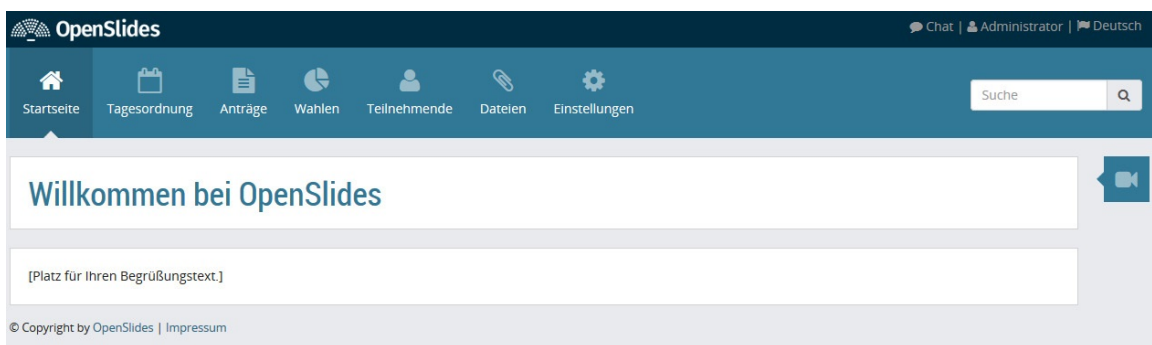 OpenSlides
Chat | Administrator | Deutsch
Startseite Tagesordnung Anträge Wahlen Teilnehmende Dateien Einstellungen
Suche
Willkommen bei OpenSlides
[Platz für Ihren Begrüßungstext.]
© Copyright by OpenSlides | Impressum